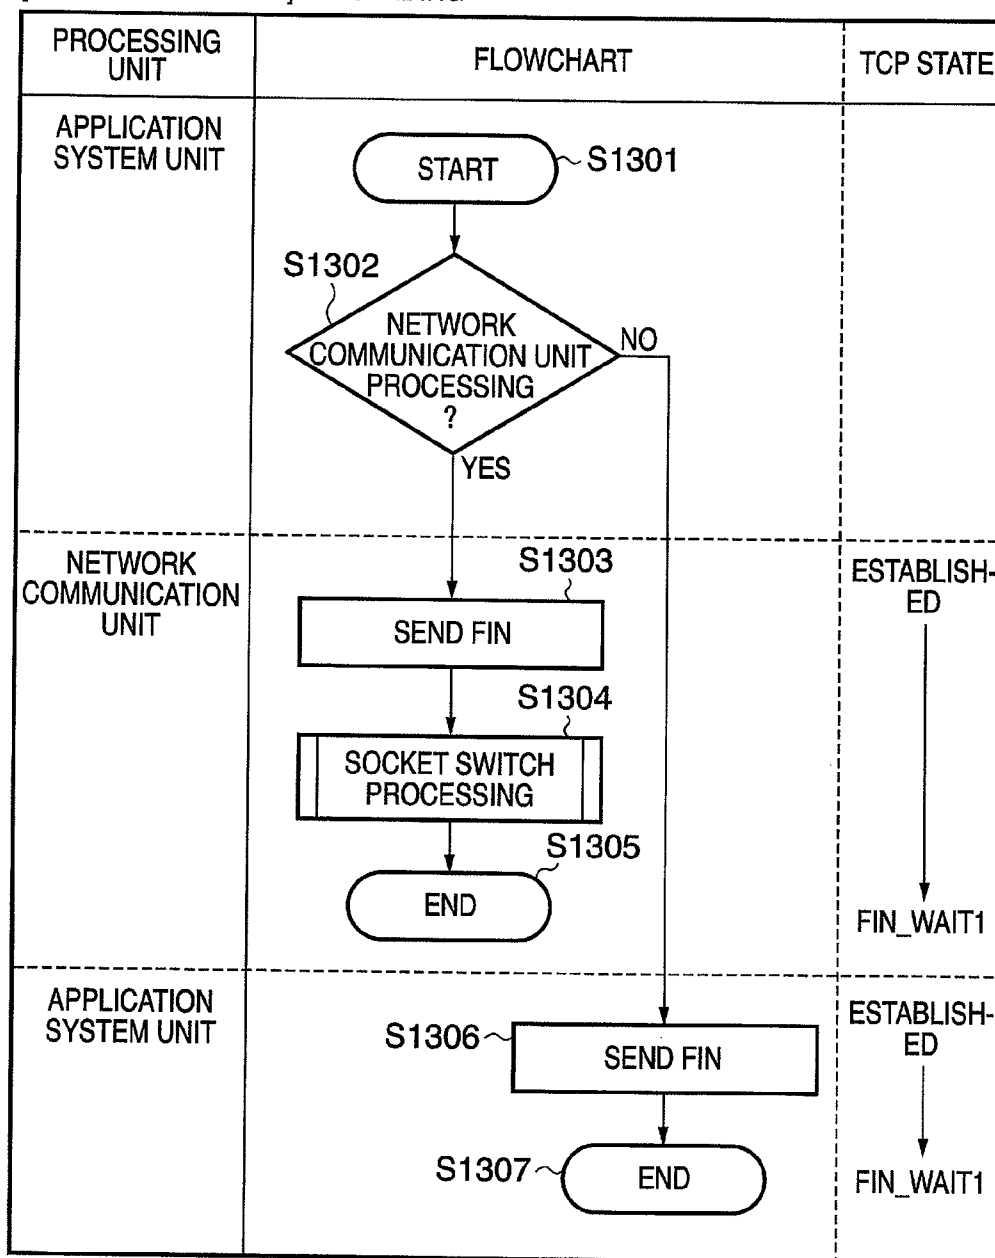 PROCESSING
UNIT
FLOWCHART
TCP STATE
APPLICATION
SYSTEM UNIT
START
S1301
S1302
NETWORK
COMMUNICATION UNIT
PROCESSING
?
NO
YES
NETWORK
COMMUNICATION
UNIT
S1303
SEND FIN
S1304
SOCKET SWITCH
PROCESSING
S1305
END
ESTABLISH-
ED
FIN_WAIT1
APPLICATION
SYSTEM UNIT
S1306
SEND FIN
S1307
END
ESTABLISH-
ED
FIN_WAIT1